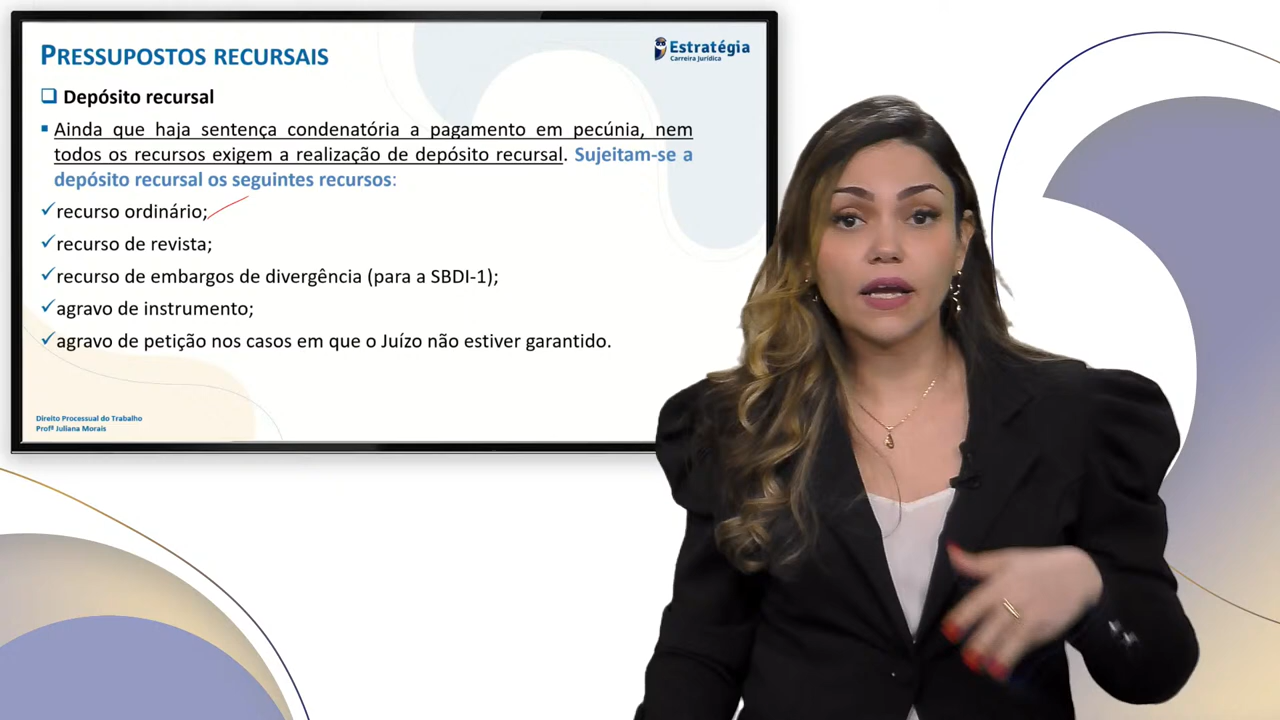 PRESSUPOSTOS RECURSAIS
Estratégia
Carreira Jurídica
Depósito recursal
Ainda que haja sentença condenatória a pagamento em pecúnia, nem
todos os recursos exigem a realização de depósito recursal. Sujeitam-se a
depósito recursal os seguintes recursos:
recurso ordinário;
recurso de revista;
recurso de embargos de divergência (para a SBDI-1);
agravo de instrumento;
agravo de petição nos casos em que o Juízo não estiver garantido.
Direito Processual do Trabalho
Profª Juliana Morais